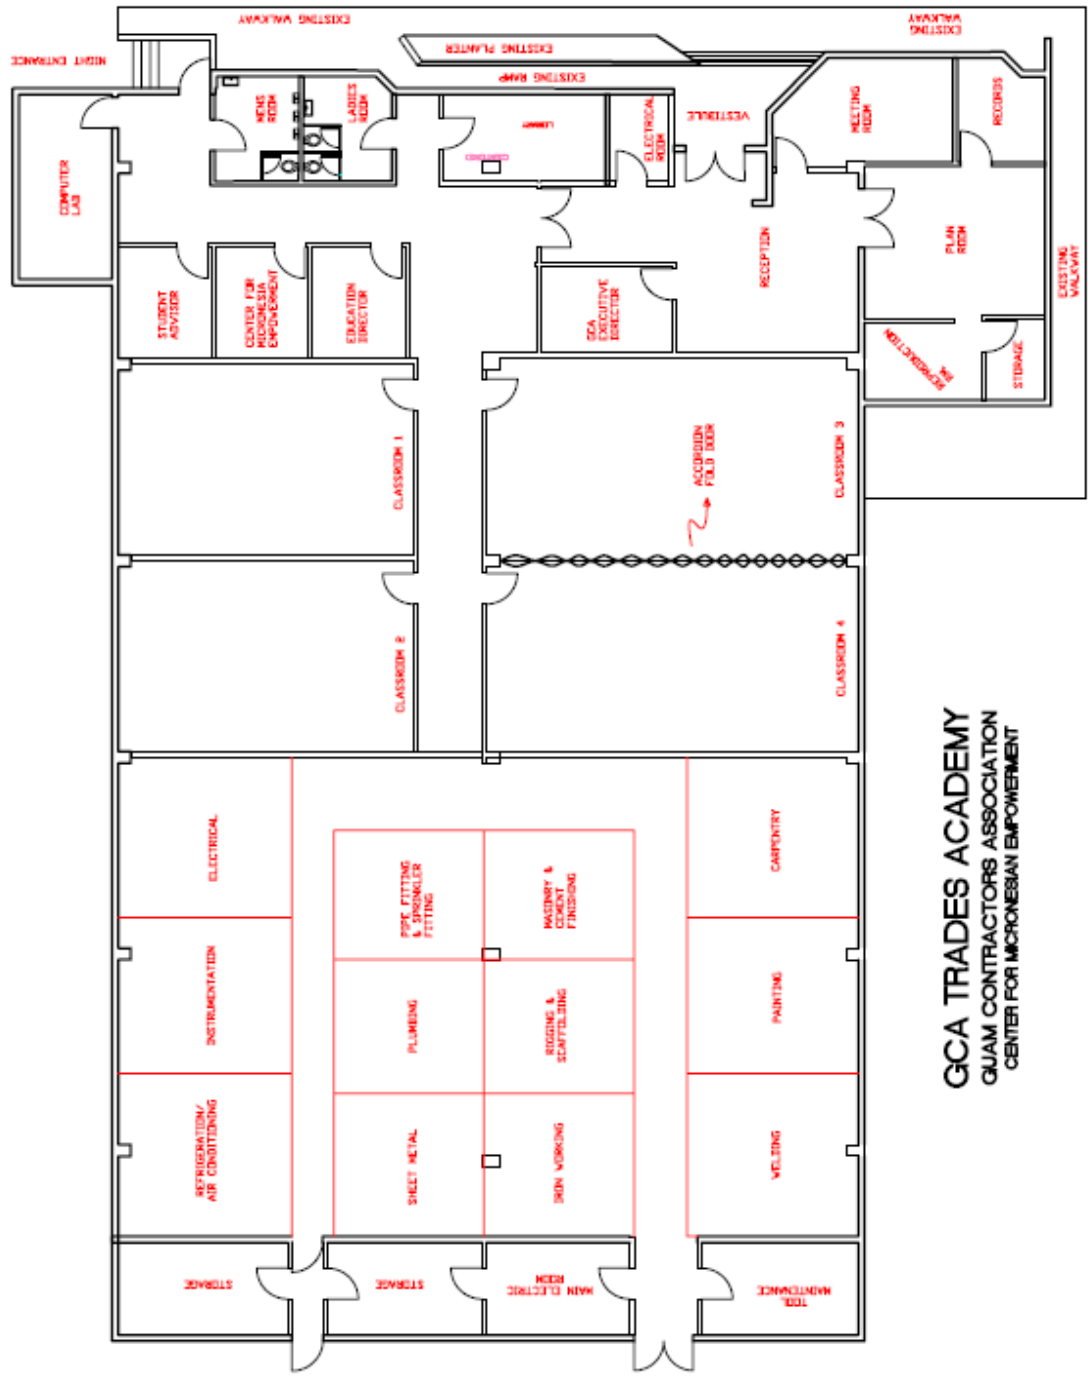 EXISTING WALKWAY
EXISTING
WALKWAY
EXISTING PLANTER
EXISTING RAMP
NIGHT ENTRANCE
MENS
ROOM
LADIES
ROOM
LIBRARY
ELECTRICAL
ROOM
VESTIBULE
MEETING
ROOM
RECORDS
COMPUTER
LAB
PLAN
ROOM
EXISTING
WALKWAY
RECEPTION
STUDENT
ADVISOR
CENTER FOR
MICRONESIA
EMPOWERMENT
EDUCATION
DIRECTOR
GCA
EXECUTIVE
DIRECTOR
REPRODUCTION
RM.
STORAGE
CLASSROOM 1
ACCORDION
FOLD DOOR
CLASSROOM 3
CLASSROOM 2
CLASSROOM 4
ELECTRICAL
PIPE FITTING
& SPRINKLER
FITTING
MASONRY &
CEMENT
FINISHING
CARPENTRY
INSTRUMENTATION
PLUMBING
RIGGING &
SCAFFOLDING
PAINTING
REFRIGERATION/
AIR CONDITIONING
SHEET METAL
IRON WORKING
WELDING
STORAGE
STORAGE
MAIN ELECTRIC
ROOM
TOOL
MAINTENANCE
GCA TRADES ACADEMY
GUAM CONTRACTORS ASSOCIATION
CENTER FOR MICRONESIAN EMPOWERMENT